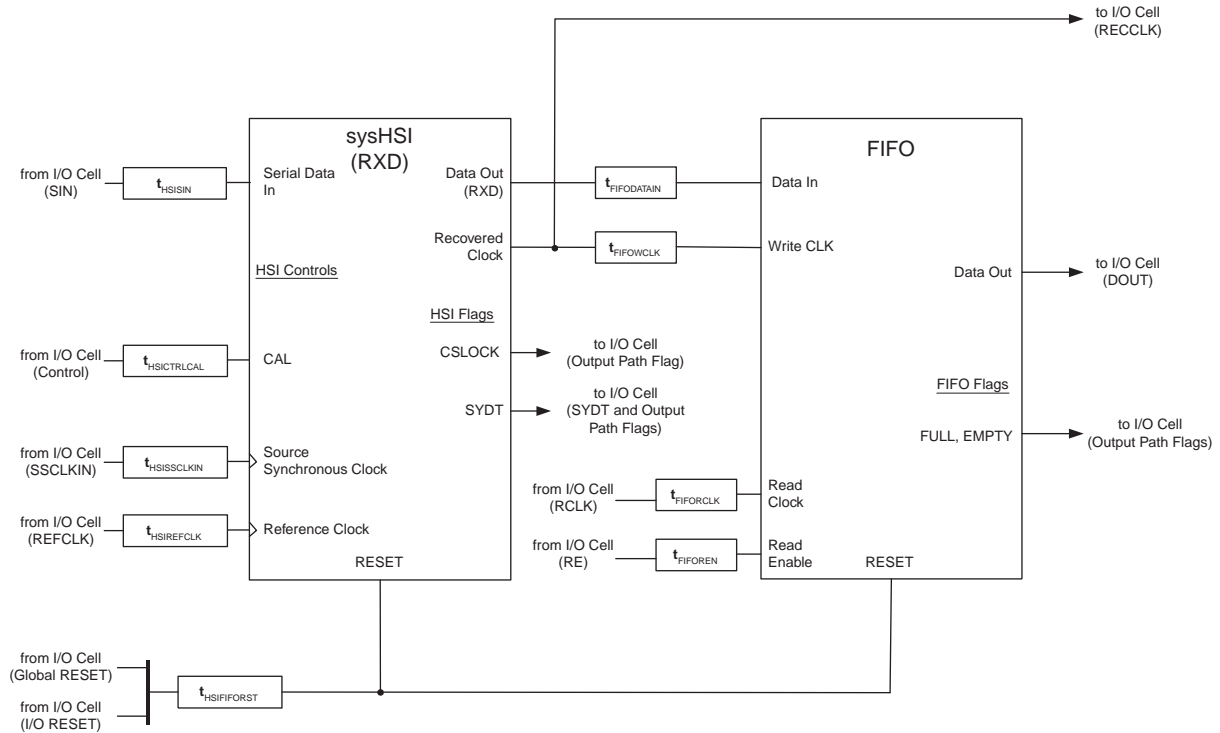 to I/O Cell
(RECCLK)
sysHSI
(RXD)
FIFO
from I/O Cell
(SIN)
tHSISIN
Serial Data
In
Data Out
(RXD)
tFIFODATAIN
Data In
Recovered
Clock
tFIFOWCLK
Write CLK
HSI Controls
Data Out
to I/O Cell
(DOUT)
HSI Flags
from I/O Cell
(Control)
tHSICTRLCAL
CAL
CSLOCK
to I/O Cell
(Output Path Flag)
FIFO Flags
SYDT
to I/O Cell
(SYDT and Output
Path Flags)
FULL, EMPTY
to I/O Cell
(Output Path Flags)
from I/O Cell
(SSCLKIN)
tHSISSCLKIN
Source
Synchronous Clock
from I/O Cell
(RCLK)
tFIFORCLK
Read
Clock
from I/O Cell
(REFCLK)
tHSIREFCLK
Reference Clock
from I/O Cell
(RE)
tFIFOREN
Read
Enable
RESET
RESET
from I/O Cell
(Global RESET)
tHSIFIFORST
from I/O Cell
(I/O RESET)